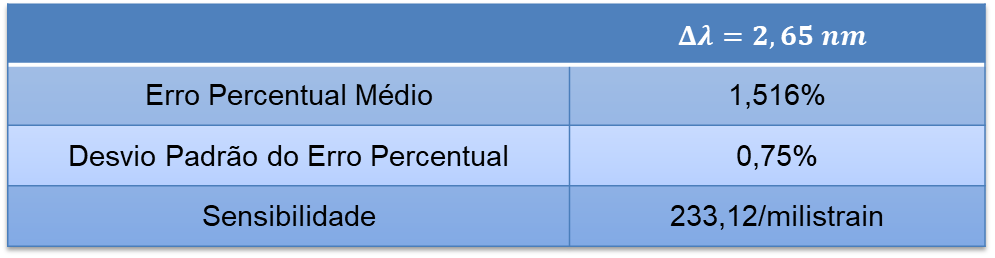 Δλ = 2,65 nm
Erro Percentual Médio 1,516%
Desvio Padrão do Erro Percentual 0,75%
Sensibilidade 233,12/milistrain